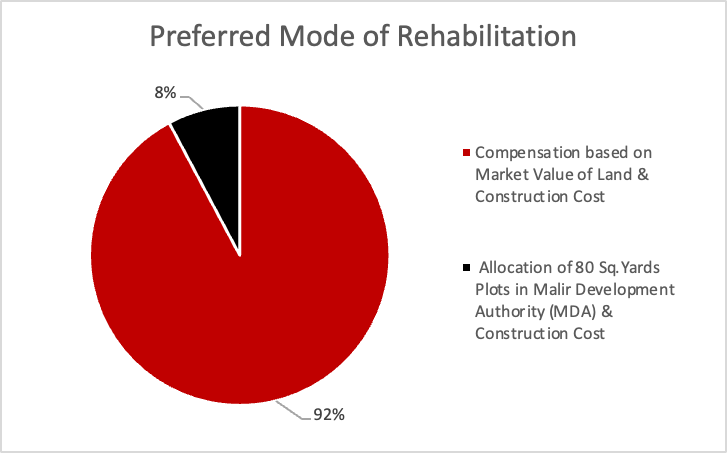 Preferred Mode of Rehabilitation
8%
92%
Compensation based on
Market Value of Land &
Construction Cost
Allocation of 80 Sq.Yards
Plots in Malir Development
Authority (MDA) &
Construction Cost